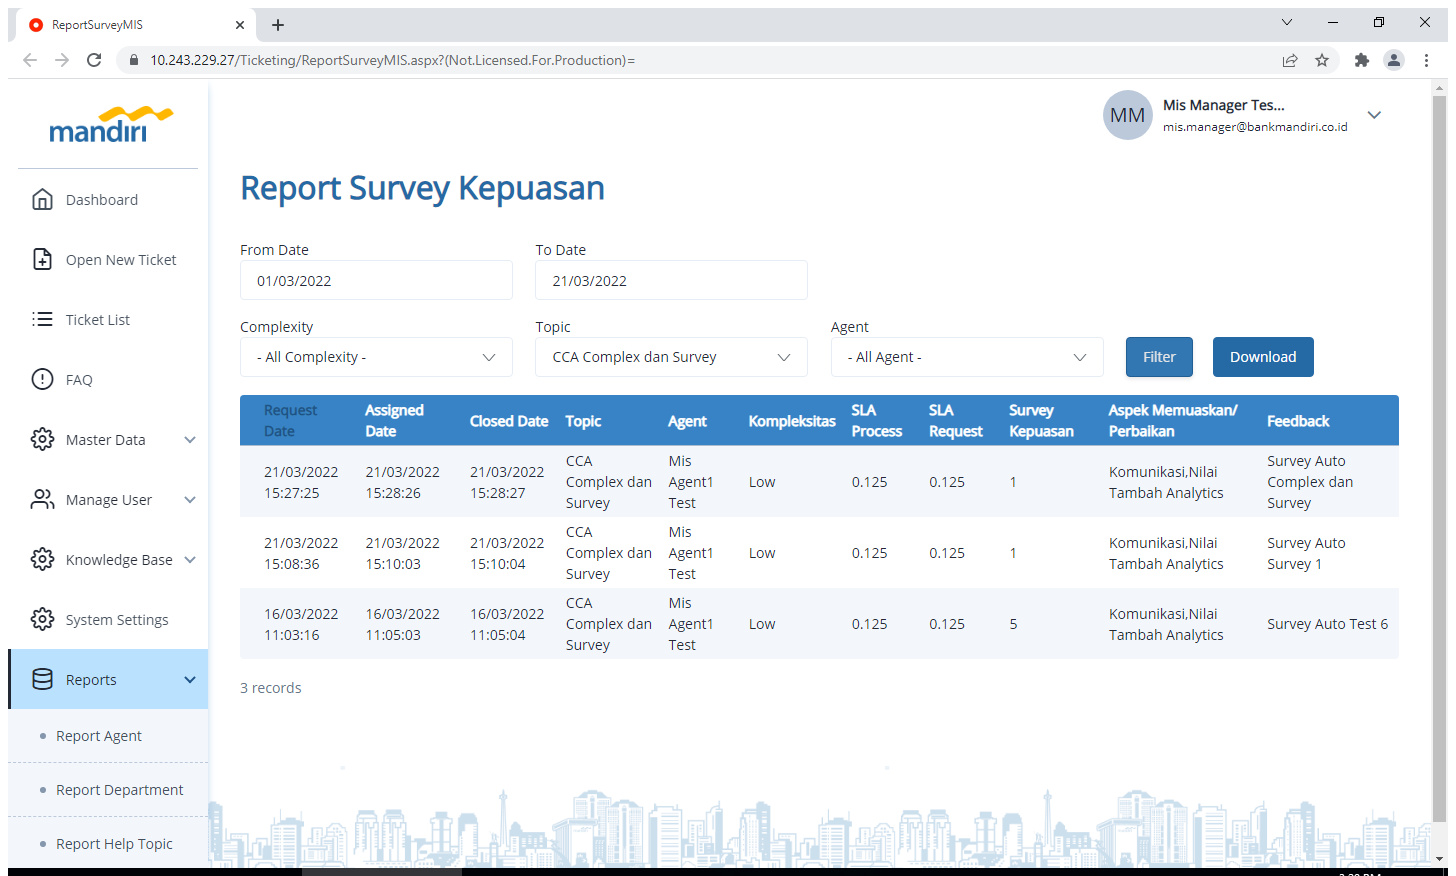 ReportSurveyMIS
10.243.229.27/Ticketing/ReportSurveyMIS.aspx?(Not.Licensed.For.Production)=
mandiri
MM
Mis Manager Tes...
mis.manager@bankmandiri.co.id
Dashboard
Open New Ticket
Ticket List
FAQ
Master Data
Manage User
Knowledge Base
System Settings
Reports
Report Agent
Report Department
Report Help Topic
Report Survey Kepuasan
From Date
To Date
01/03/2022
21/03/2022
Complexity
Topic
Agent
- All Complexity -
CCA Complex dan Survey
- All Agent -
Filter
Download
Request Date
Assigned Date
Closed Date
Topic
Agent
Kompleksitas
SLA Process
SLA Request
Survey Kepuasan
Aspek Memuaskan/ Perbaikan
Feedback
21/03/2022 15:27:25
21/03/2022 15:28:26
21/03/2022 15:28:27
CCA Complex dan Survey
Mis Agent1 Test
Low
0.125
0.125
1
Komunikasi,Nilai Tambah Analytics
Survey Auto Complex dan Survey
21/03/2022 15:08:36
21/03/2022 15:10:03
21/03/2022 15:10:04
CCA Complex dan Survey
Mis Agent1 Test
Low
0.125
0.125
1
Komunikasi,Nilai Tambah Analytics
Survey Auto Survey 1
16/03/2022 11:03:16
16/03/2022 11:05:03
16/03/2022 11:05:04
CCA Complex dan Survey
Mis Agent1 Test
Low
0.125
0.125
5
Komunikasi,Nilai Tambah Analytics
Survey Auto Test 6
3 records